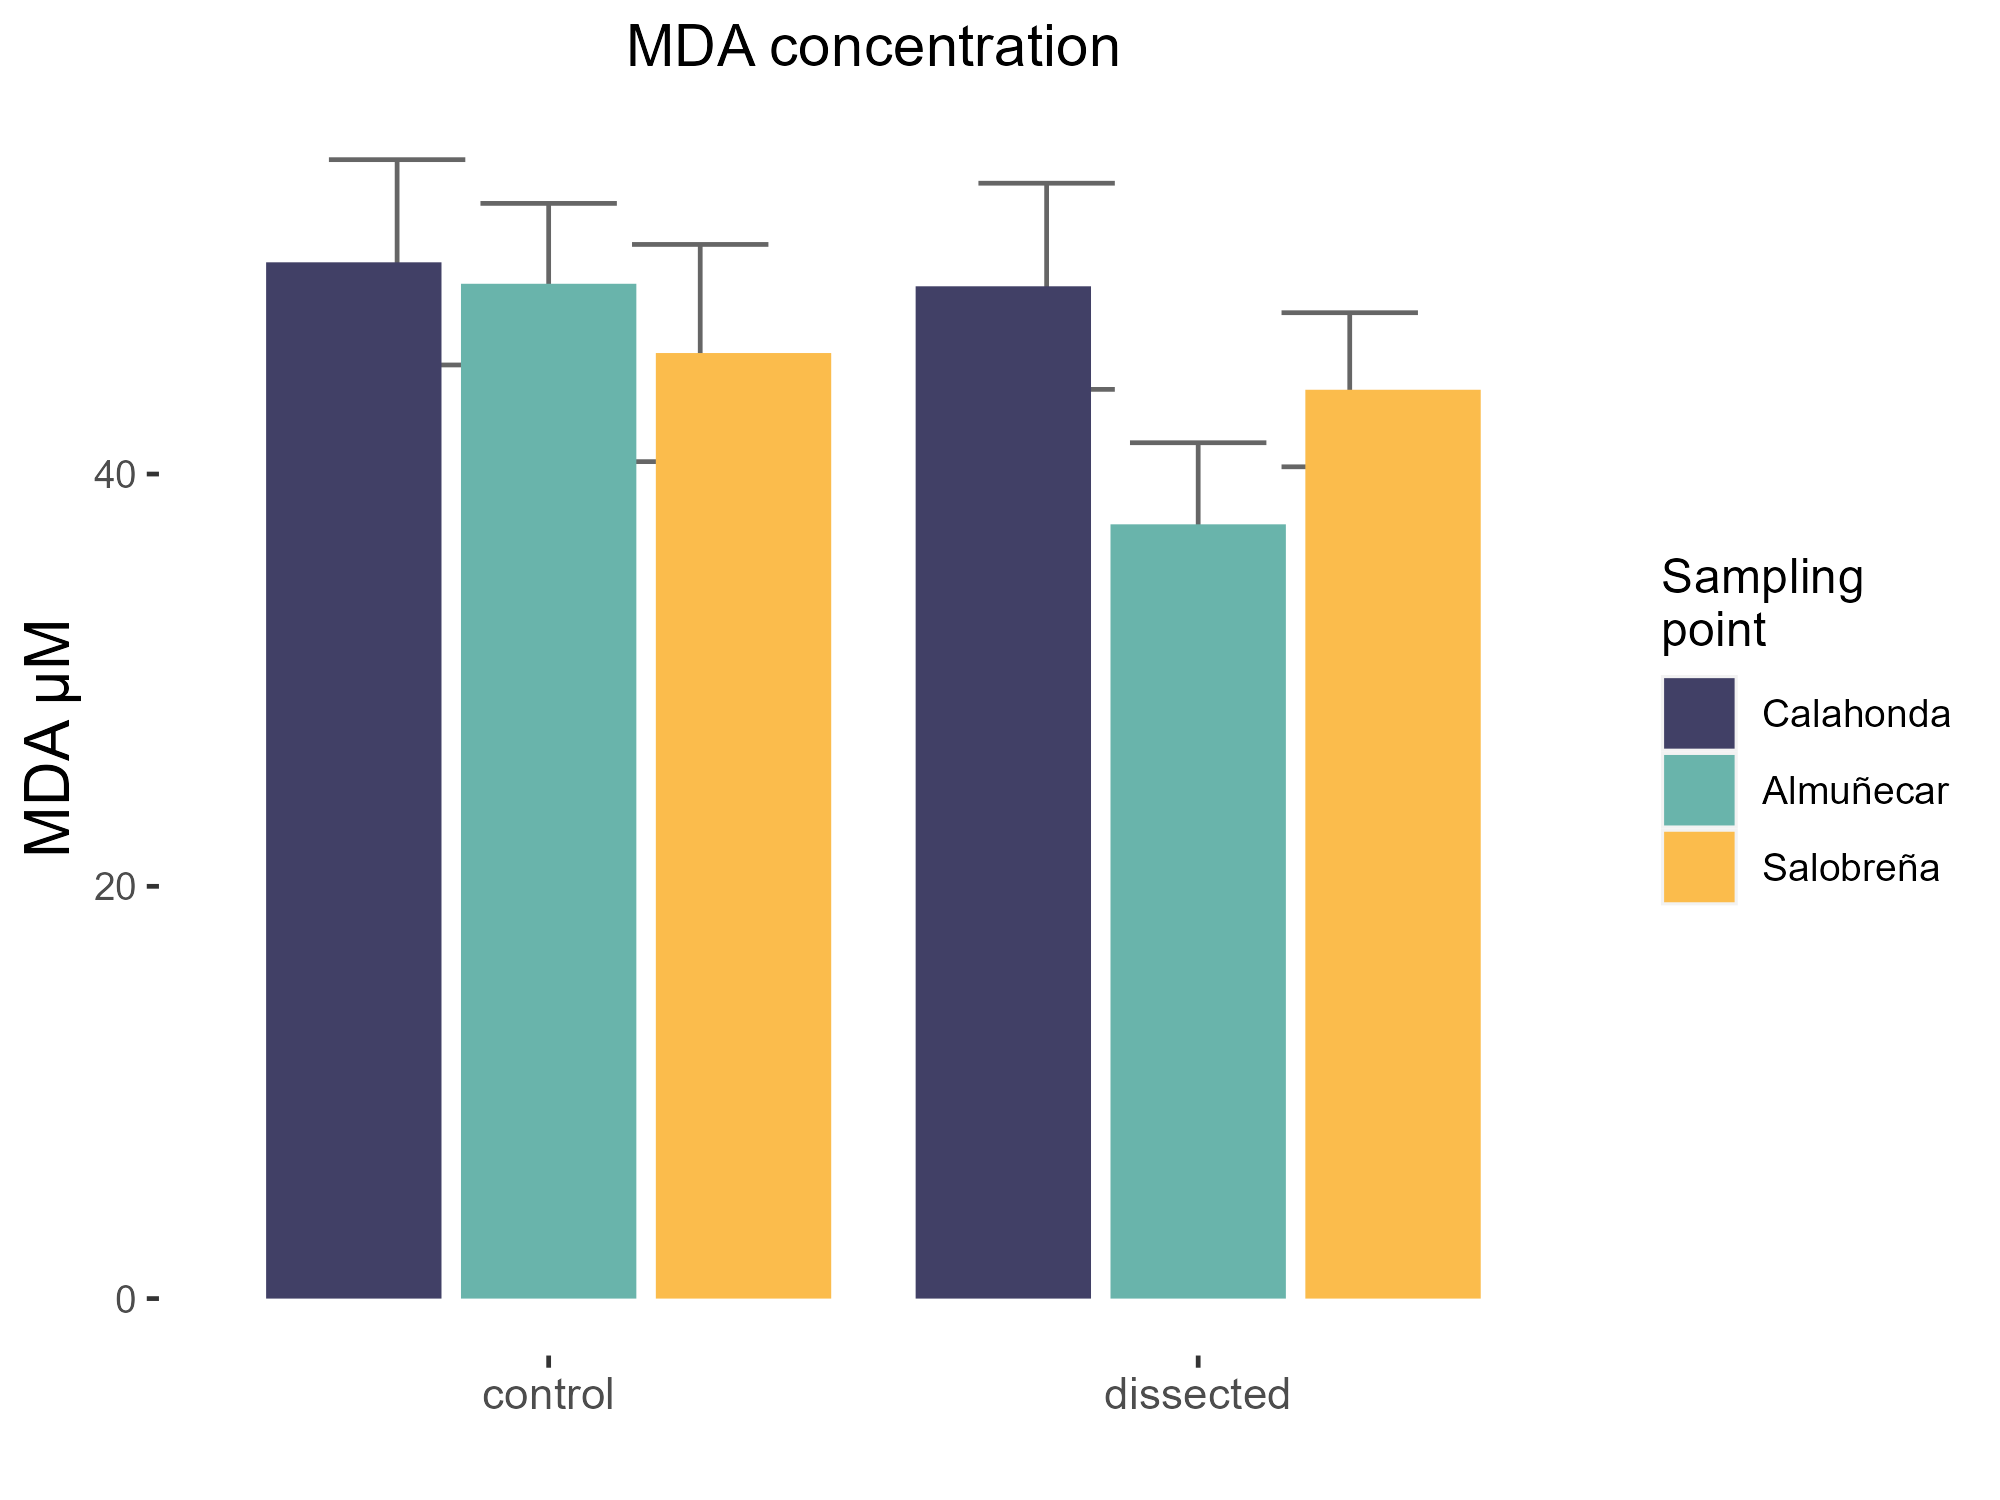 MDA concentration
MDA µM
40
20
0
control
dissected
Sampling
point
Calahonda
Almuñecar
Salobreña